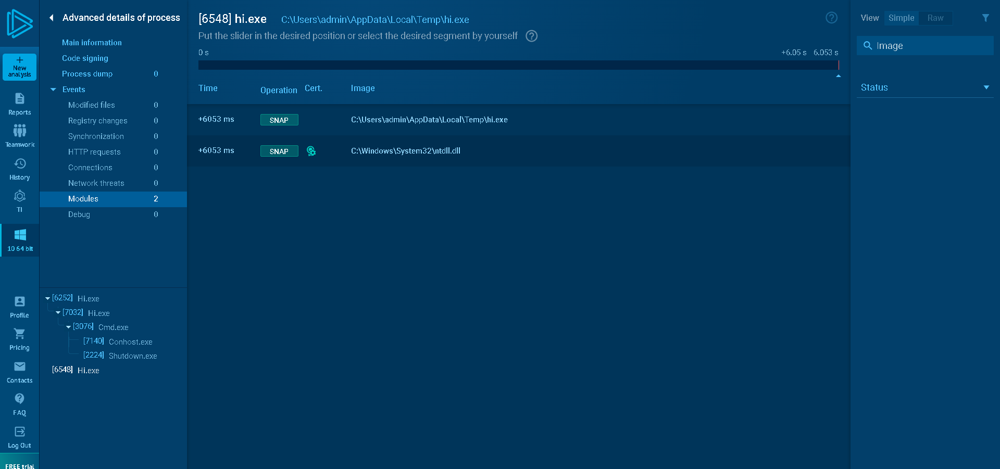 New
analysis
Reports
Teamwork
History
TI
10 64 bit
Profile
Pricing
Contacts
FAQ
Log Out
FREE trial
Advanced details of process
Main information
Code signing
Process dump 0
Events
Modified files 0
Registry changes 0
Synchronization 0
HTTP requests 0
Connections 0
Network threats 0
Modules 2
Debug 0
[6252] Hi.exe
[7032] Hi.exe
[3076] Cmd.exe
[7140] Conhost.exe
[2224] Shutdown.exe
[6548] Hi.exe
[6548] hi.exe C:\Users\admin\AppData\Local\Temp\hi.exe
Put the slider in the desired position or select the desired segment by yourself
0 s +6.05 s 6.053 s
Time Operation Cert. Image
+6053 ms SNAP C:\Users\admin\AppData\Local\Temp\hi.exe
+6053 ms SNAP C:\Windows\System32\ntdll.dll
View Simple Raw
Image
Status